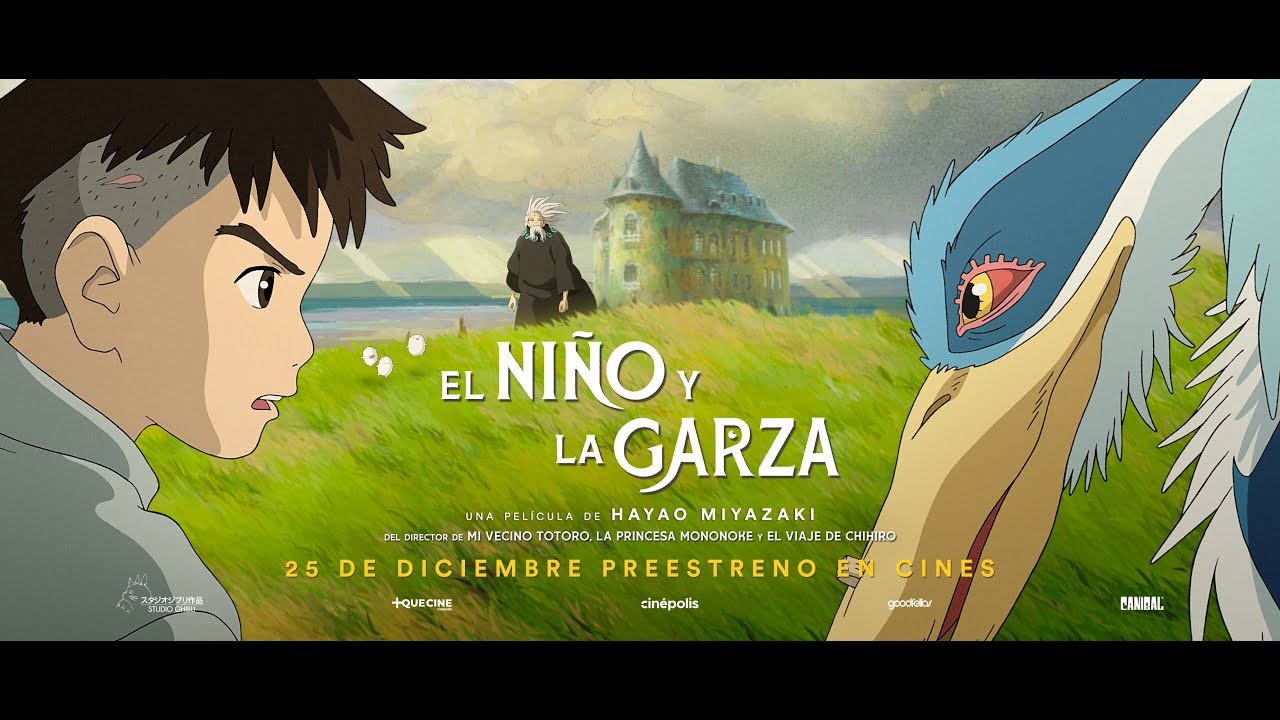 EL NIÑO Y
LA GARZA
UNA PELÍCULA DE HAYAO MIYAZAKI
DEL DIRECTOR DE MI VECINO TOTORO, LA PRINCESA MONONOKE Y EL VIAJE DE CHIHIRO
25 DE DICIEMBRE PREESTRENO EN CINES
スタジオジブリ作品
STUDIO GHIBLI
+QUECINE
cinépolis
cinépolis
goodfellas
CANIBAL